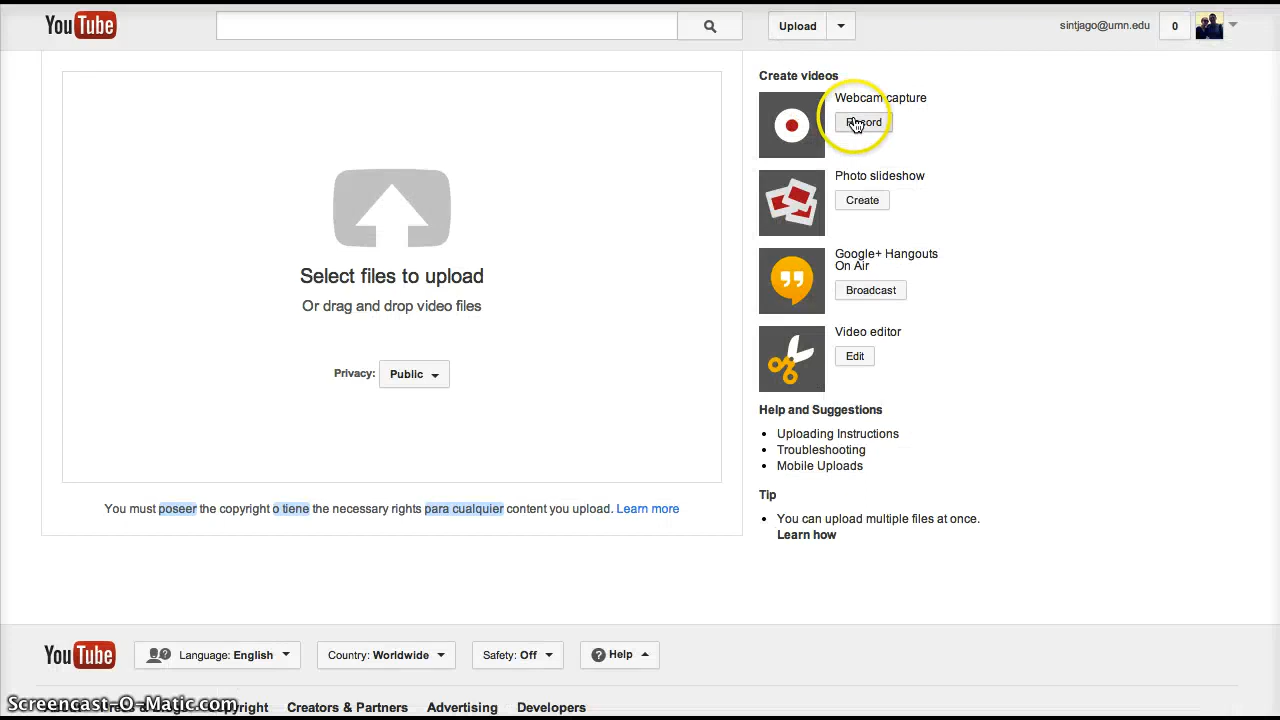 YouTube
Upload
sintjago@umn.edu
0
Create videos
Webcam capture
Record
Photo slideshow
Create
Google+ Hangouts
On Air
Broadcast
Video editor
Edit
Select files to upload
Or drag and drop video files
Privacy: Public
You must poseer the copyright o tiene the necessary rights para cualquier content you upload. Learn more
Help and Suggestions
Uploading Instructions
Troubleshooting
Mobile Uploads
Tip
You can upload multiple files at once.
Learn how
YouTube
Language: English
Country: Worldwide
Safety: Off
Help
Screencast-O-Matic.com
Creators & Partners
Advertising
Developers